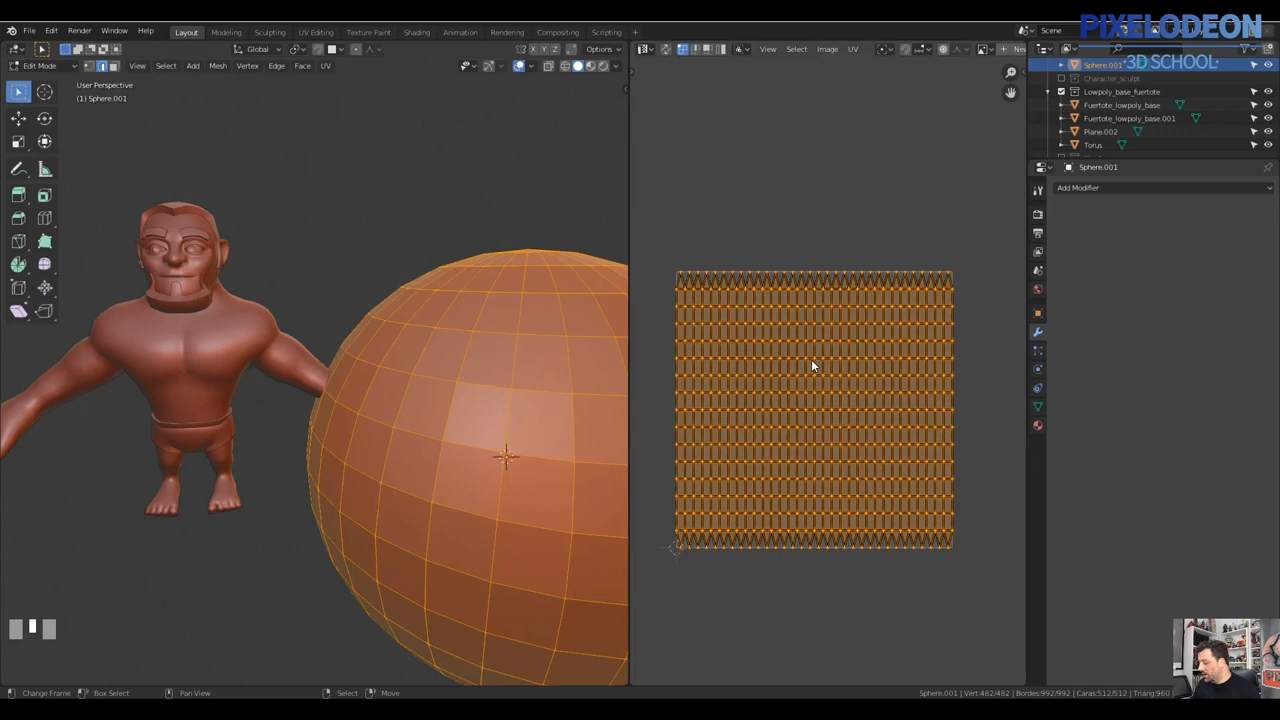 File Edit Render Window Help Layout Modeling Sculpting UV Editing Texture Paint Shading Animation Rendering Compositing Scripting Scene
PIXELODEON
3D SCHOOL
Global Options View Select Image UV New
Edit Mode View Select Add Mesh Vertex Edge Face UV
User Perspective
(1) Sphere.001
Sphere.001
Character_sculpt
Lowpoly_base_fuertote
Fuertote_lowpoly_base
Fuertote_lowpoly_base.001
Plane.002
Torus
Sphere.001
Add Modifier
Change Frame Box Select Pan View Select Move Sphere.001 | Vért:482/482 | Bordes:992/992 | Caras:512/512 | Triáng:960